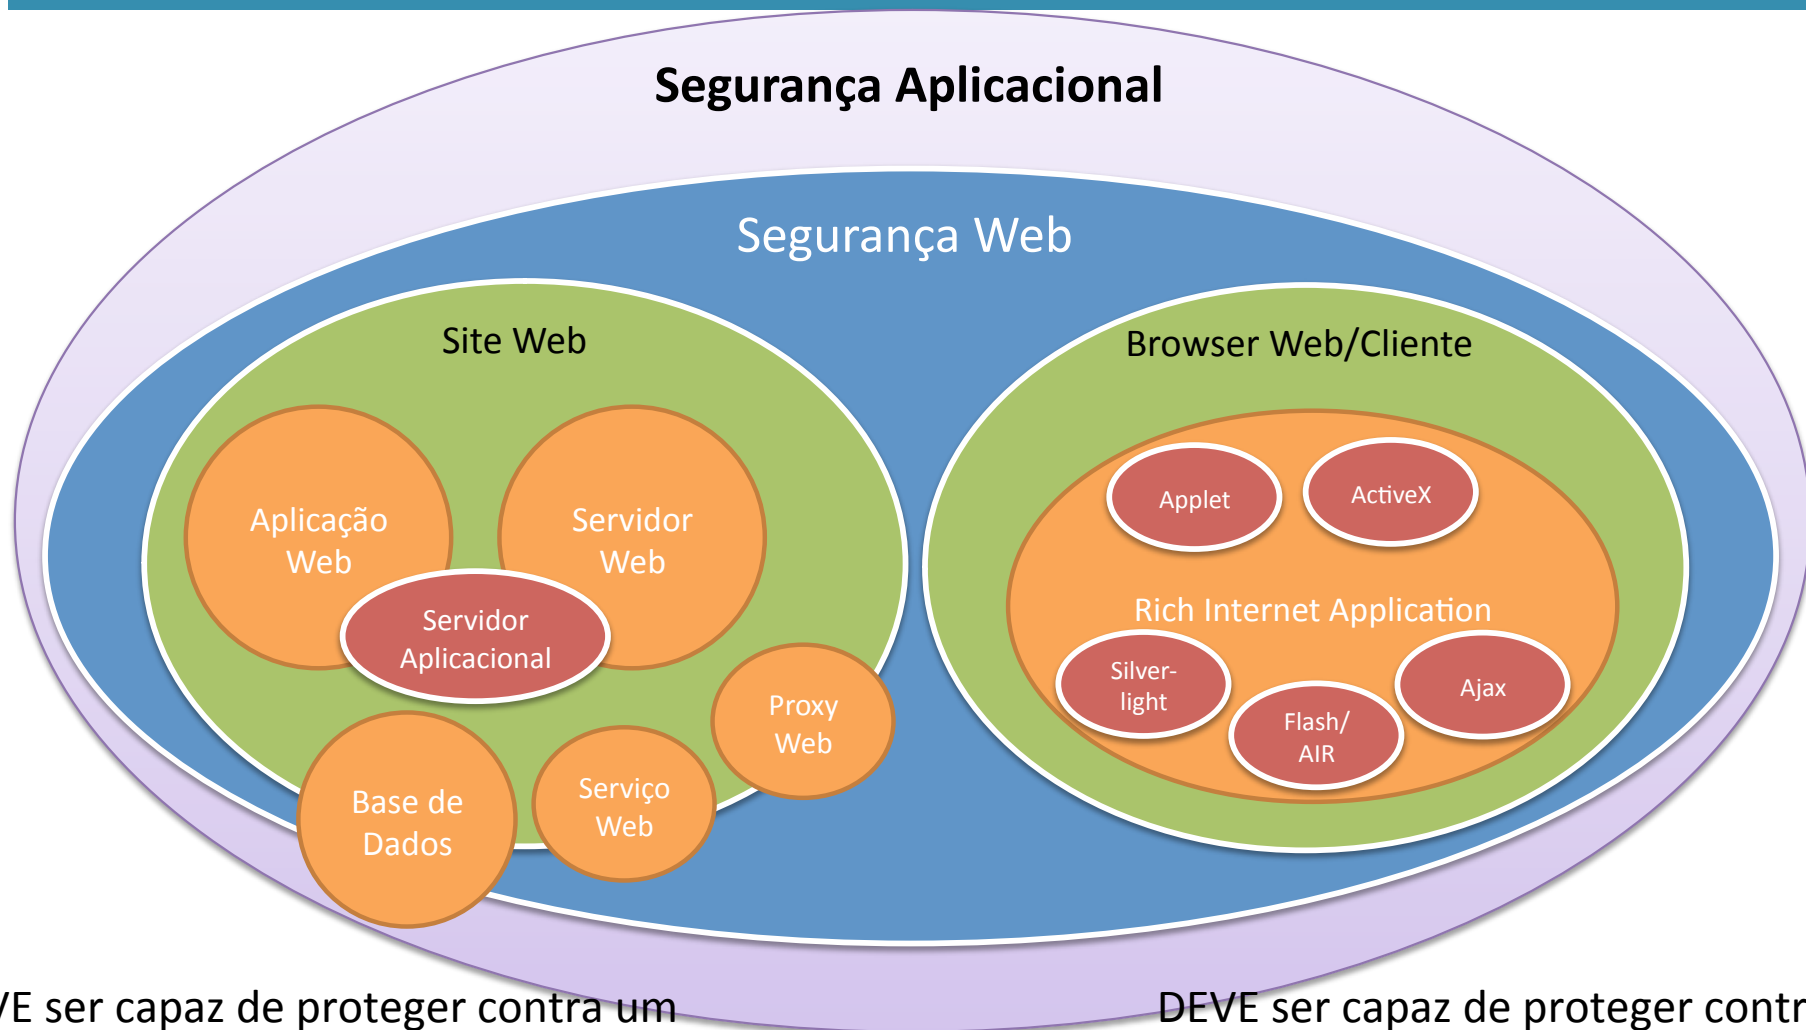 Segurança Aplicacional
Segurança Web
Site Web
Browser Web/Cliente
Aplicação
Web
Servidor
Web
Servidor
Aplicacional
Proxy
Web
Base de
Dados
Serviço
Web
Applet
ActiveX
Rich Internet Application
Silver-
light
Flash/
AIR
Ajax
ser capaz de proteger contra um
DEVE ser capaz de proteger